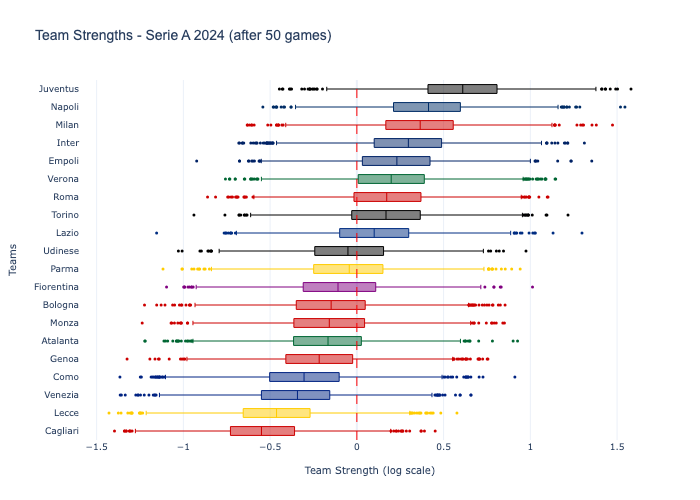 Team Strengths - Serie A 2024 (after 50 games)
Juventus
Napoli
Milan
Inter
Empoli
Verona
Roma
Torino
Lazio
Udinese
Parma
Fiorentina
Bologna
Monza
Atalanta
Genoa
Como
Venezia
Lecce
Cagliari
Teams
−1.5 −1 −0.5 0 0.5 1 1.5
Team Strength (log scale)